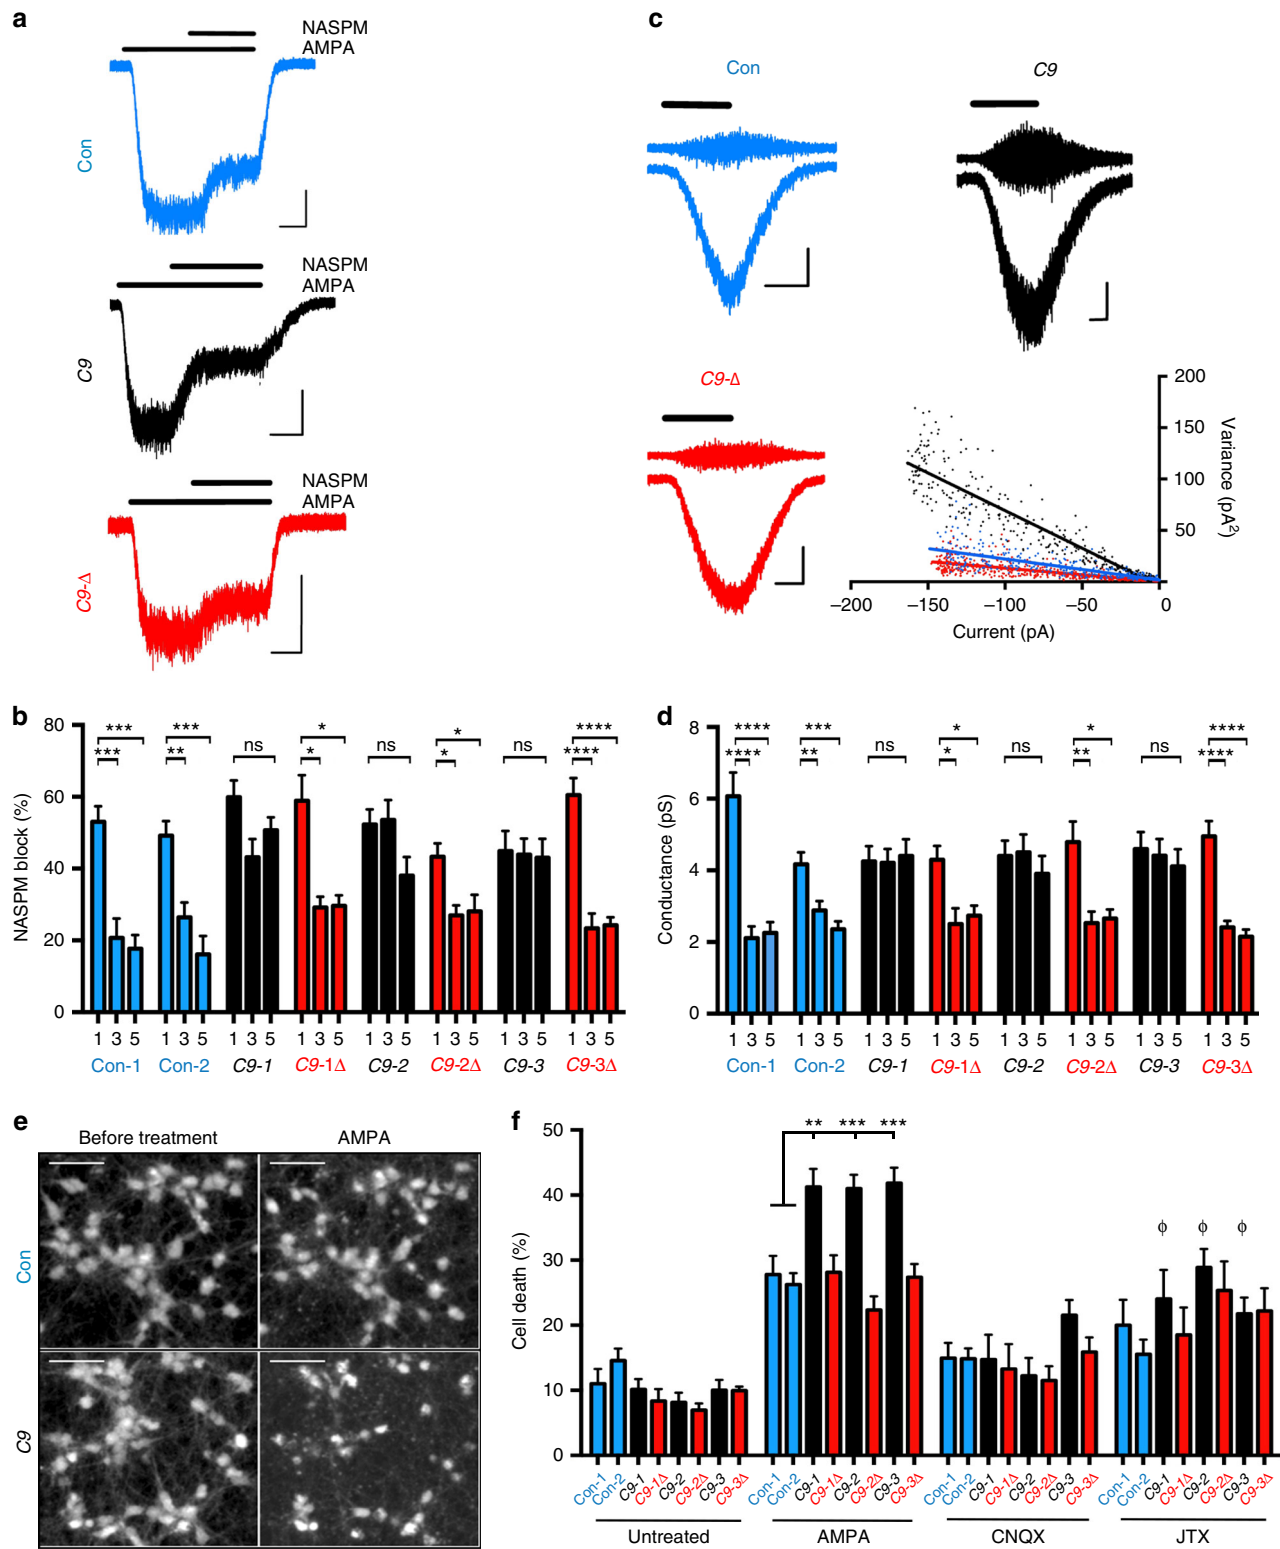 a
NASPM
AMPA
Con
NASPM
AMPA
C9
NASPM
AMPA
C9-Δ
c
Con
C9
C9-Δ
200
150
100
50
Variance (pA²)
–200
–150
–100
–50
0
Current (pA)
b
80
60
40
20
0
NASPM block (%)
***
***
***
**
ns
*
*
ns
*
*
ns
****
****
1 3 5
1 3 5
1 3 5
1 3 5
1 3 5
1 3 5
1 3 5
1 3 5
Con-1
Con-2
C9-1
C9-1Δ
C9-2
C9-2Δ
C9-3
C9-3Δ
d
8
6
4
2
0
Conductance (pS)
****
****
***
**
ns
*
*
ns
*
**
ns
****
****
1 3 5
1 3 5
1 3 5
1 3 5
1 3 5
1 3 5
1 3 5
1 3 5
Con-1
Con-2
C9-1
C9-1Δ
C9-2
C9-2Δ
C9-3
C9-3Δ
e
Before treatment
AMPA
Con
C9
f
50
40
30
20
10
0
Cell death (%)
**
***
***
ϕ
ϕ
ϕ
Con-1
Con-2
C9-1
C9-1Δ
C9-2
C9-2Δ
C9-3
C9-3Δ
Con-1
Con-2
C9-1
C9-1Δ
C9-2
C9-2Δ
C9-3
C9-3Δ
Con-1
Con-2
C9-1
C9-1Δ
C9-2
C9-2Δ
C9-3
C9-3Δ
Con-1
Con-2
C9-1
C9-1Δ
C9-2
C9-2Δ
C9-3
C9-3Δ
Untreated
AMPA
CNQX
JTX